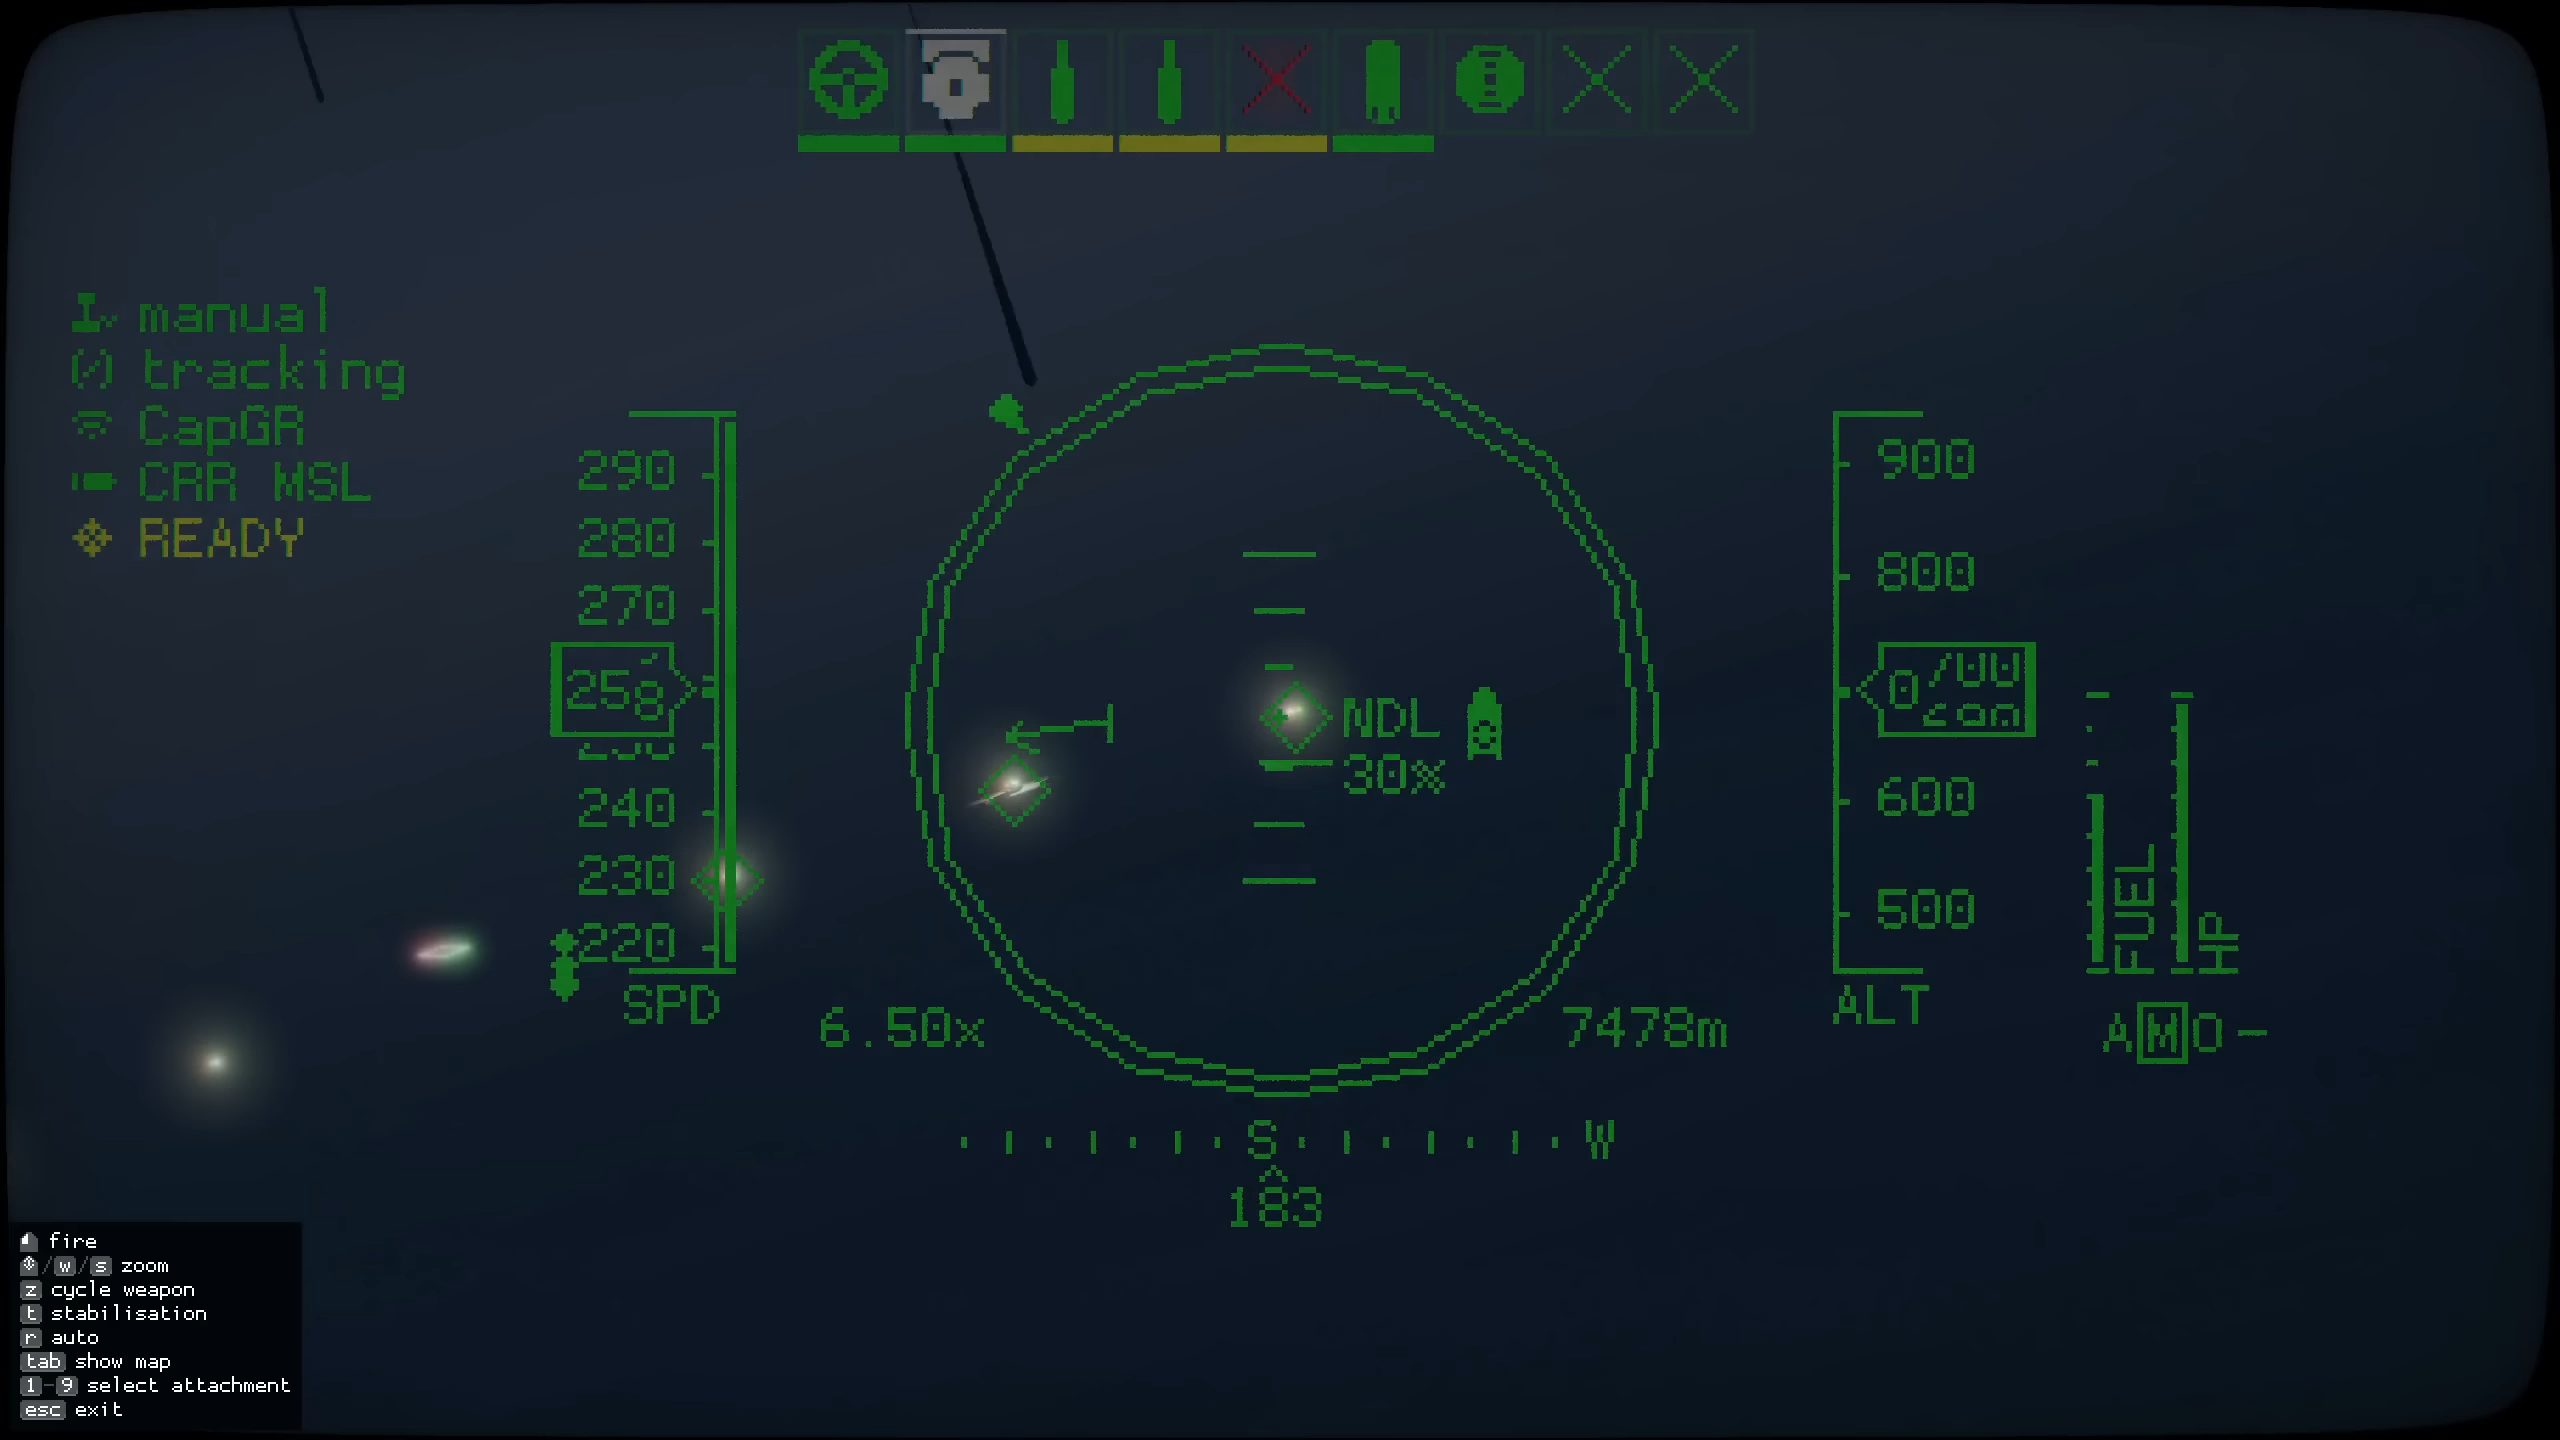 manual
tracking
CapGR
CRR MSL
READY
290
280
270
258
240
230
220
SPD
6.50x
NDL
30%
7478m
900
800
0700
600
500
ALT
FUEL
HP
A M O -
S W
183
fire
/w/s zoom
z cycle weapon
t stabilisation
r auto
tab show map
1-9 select attachment
esc exit